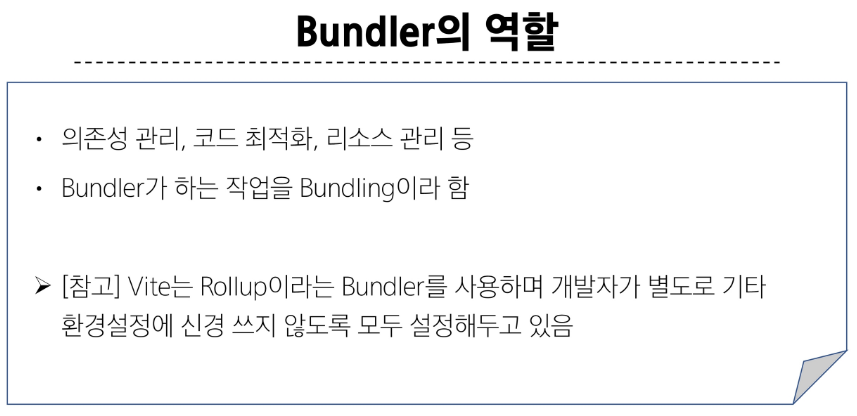 Bundler의 역할
• 의존성 관리, 코드 최적화, 리소스 관리 등
• Bundler가 하는 작업을 Bundling이라 함
➢ [참고] Vite는 Rollup이라는 Bundler를 사용하며 개발자가 별도로 기타
환경설정에 신경 쓰지 않도록 모두 설정해두고 있음